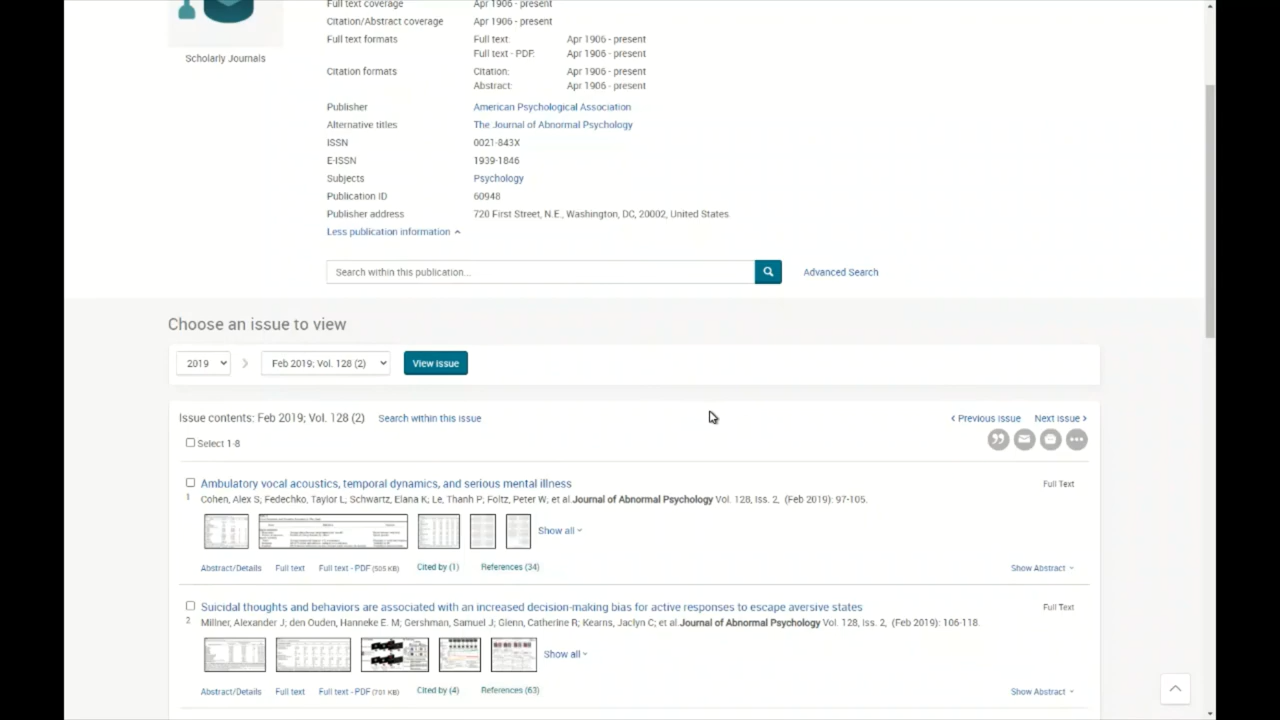 Full text coverage Apr 1906 - present
Scholarly Journals
Citation/Abstract coverage Apr 1906 - present
Full text formats Full text: Apr 1906 - present
Full text - PDF: Apr 1906 - present
Citation formats Citation: Apr 1906 - present
Abstract: Apr 1906 - present
Publisher American Psychological Association
Alternative titles The Journal of Abnormal Psychology
ISSN 0021-843X
E-ISSN 1939-1846
Subjects Psychology
Publication ID 60948
Publisher address 720 First Street, N.E., Washington, DC, 20002, United States
Less publication information
Search within this publication... Advanced Search
Choose an issue to view
2019 > Feb 2019; Vol. 128 (2) View issue
Issue contents: Feb 2019; Vol. 128 (2) Search within this issue < Previous issue Next issue >
Select 1-8
Ambulatory vocal acoustics, temporal dynamics, and serious mental illness Full Text
1 Cohen, Alex S; Fedechko, Taylor L; Schwartz, Elana K; Le, Thanh P; Foltz, Peter W; et al.Journal of Abnormal Psychology Vol. 128, Iss. 2, (Feb 2019): 97-105.
Show all
Abstract/Details Full text Full text - PDF (505 KB) Cited by (1) References (34) Show Abstract
Suicidal thoughts and behaviors are associated with an increased decision-making bias for active responses to escape aversive states Full Text
2 Millner, Alexander J; den Ouden, Hanneke E. M; Gershman, Samuel J; Glenn, Catherine R; Kearns, Jaclyn C; et al.Journal of Abnormal Psychology Vol. 128, Iss. 2, (Feb 2019): 106-118.
Show all
Abstract/Details Full text Full text - PDF (701 KB) Cited by (4) References (63) Show Abstract